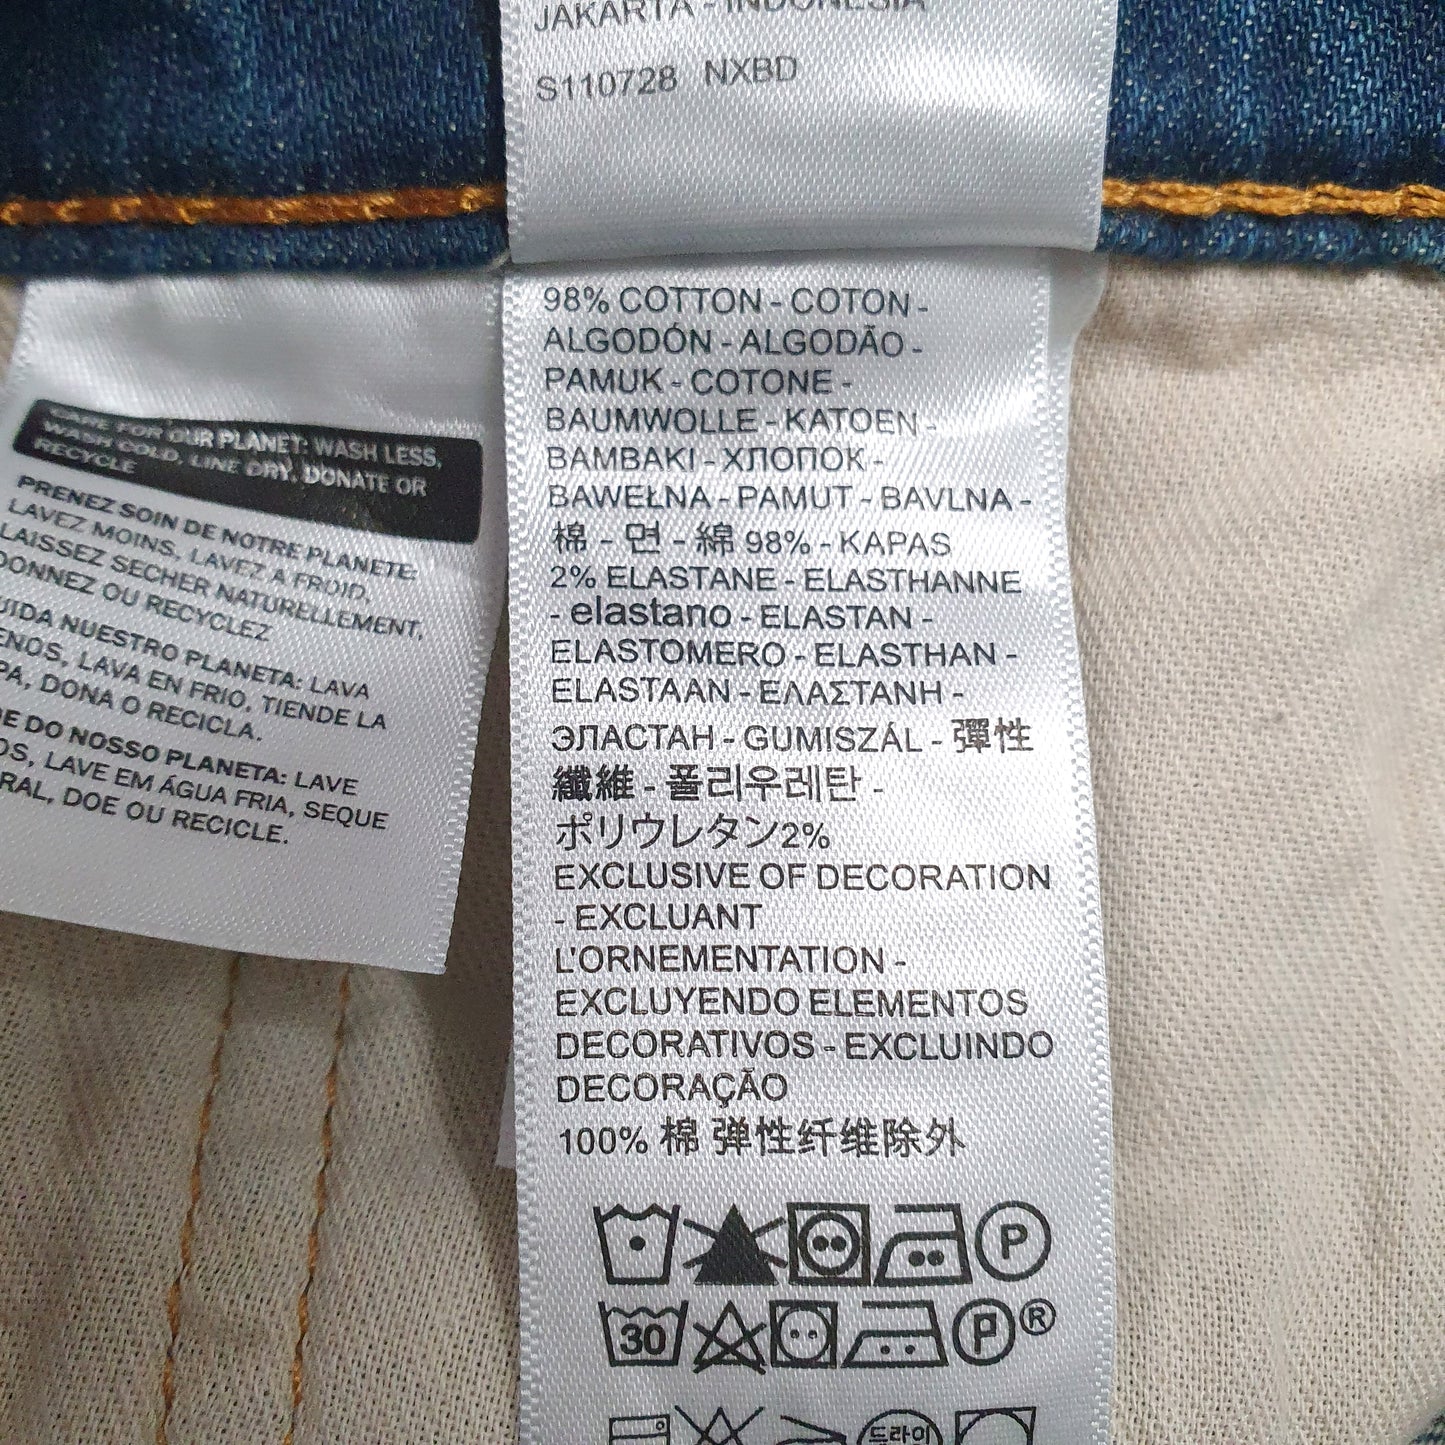 JAKARTA - INDONESIA
S110728 NXBD
CARE FOR OUR PLANET: WASH LESS,
WASH COLD, LINE DRY, DONATE OR
RECYCLE
PRENEZ SOIN DE NOTRE PLANETE:
LAVEZ MOINS, LAVEZ A FROID,
LAISSEZ SECHER NATURELLEMENT,
DONNEZ OU RECYCLEZ
NUESTRO PLANETA: LAVA
LAVA EN FRIO, TIENDE LA
DONA O RECICLA.
DO NOSSO PLANETA: LAVE
LAVE EM ÁGUA FRIA, SEQUE
DOE OU RECICLE.
98% COTTON - COTON -
ALGODÓN - ALGODÃO -
PAMUK - COTONE -
BAUMWOLLE - KATOEN -
BAMBAKI - ХЛОПОК -
BAWEŁNA - PAMUT - BAVLNA -
棉 - 면 - 綿 98% - KAPAS
2% ELASTANE - ELASTHANNE
- elastano - ELASTAN -
ELASTOMERO - ELASTHAN -
ELASTAAN - ΕΛΑΣΤΑΝΗ -
ЭЛАСТАН - GUMISZÁL - 彈性
纖維 - 폴리우레탄 -
ポリウレタン2%
EXCLUSIVE OF DECORATION
- EXCLUANT
L'ORNEMENTATION -
EXCLUYENDO ELEMENTOS
DECORATIVOS - EXCLUINDO
DECORAÇÃO
100% 棉 弹性纤维除外
P
30 P ®
드라이